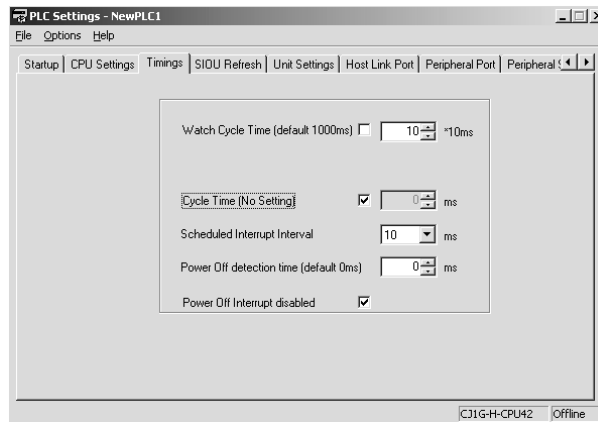 PLC Settings - NewPLC1
File Options Help
Startup CPU Settings Timings SIOU Refresh Unit Settings Host Link Port Peripheral Port Peripheral
Watch Cycle Time (default 1000ms) 10 *10ms
Cycle Time (No Setting) 0 ms
Scheduled Interrupt Interval 10 ms
Power Off detection time (default 0ms) 0 ms
Power Off Interrupt disabled
CJ1G-H-CPU42 Offline